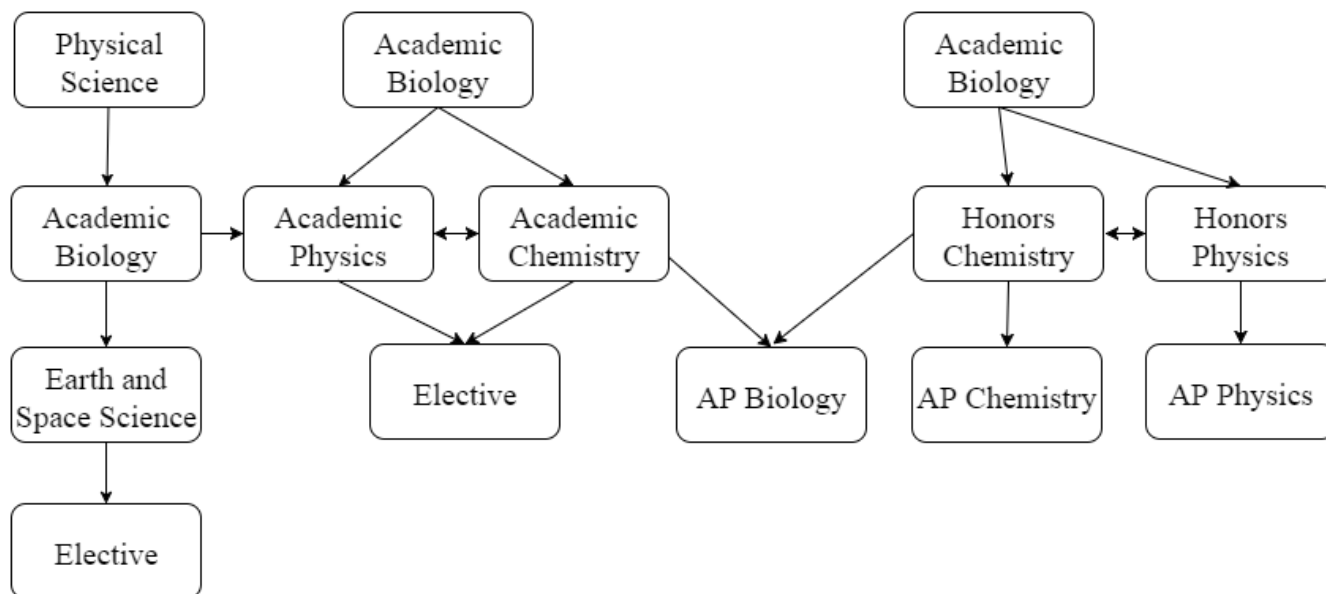 Physical
Science
Academic
Biology
Academic
Biology
Academic
Biology
Academic
Physics
Academic
Chemistry
Honors
Chemistry
Honors
Physics
Earth and
Space Science
Elective
AP Biology
AP Chemistry
AP Physics
Elective